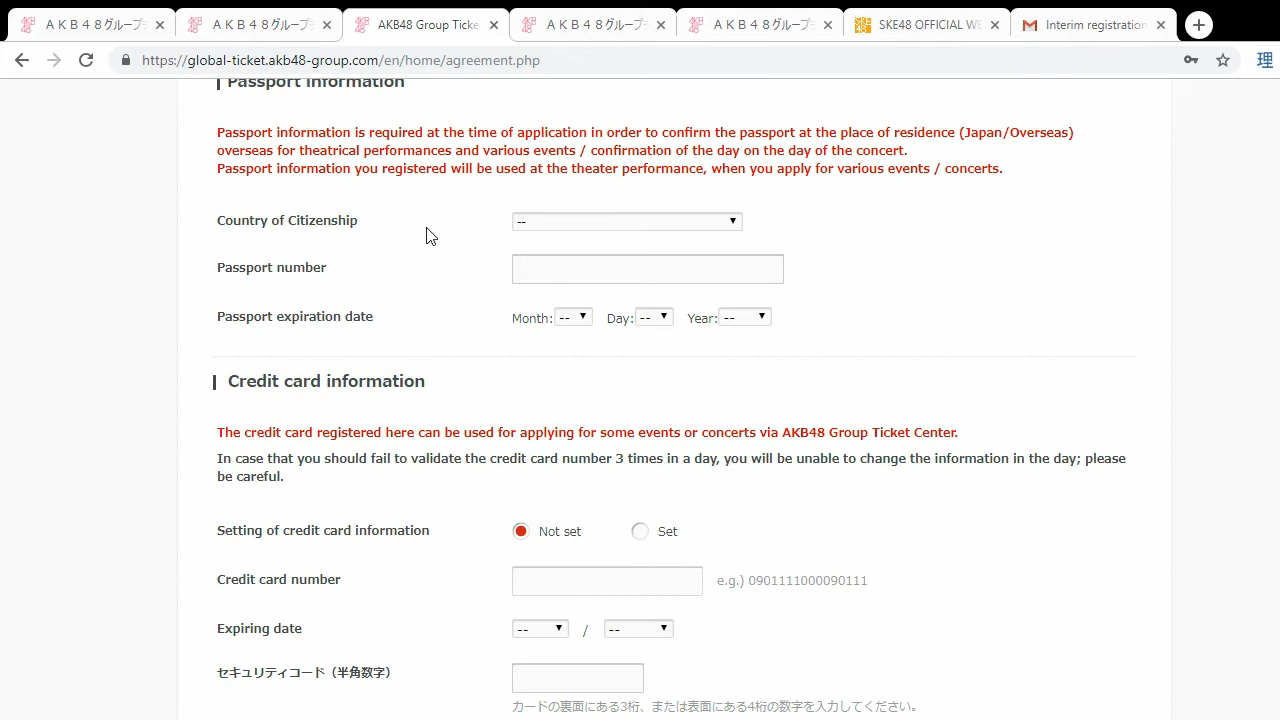 ＡＫＢ４８グループ
ＡＫＢ４８グループ
AKB48 Group Ticke
ＡＫＢ４８グループ
ＡＫＢ４８グループ
SKE48 OFFICIAL WE
Interim registration
https://global-ticket.akb48-group.com/en/home/agreement.php
理
Passport information
Passport information is required at the time of application in order to confirm the passport at the place of residence (Japan/Overseas)
overseas for theatrical performances and various events / confirmation of the day on the day of the concert.
Passport information you registered will be used at the theater performance, when you apply for various events / concerts.
Country of Citizenship
--
Passport number
Passport expiration date
Month: -- Day: -- Year: --
Credit card information
The credit card registered here can be used for applying for some events or concerts via AKB48 Group Ticket Center.
In case that you should fail to validate the credit card number 3 times in a day, you will be unable to change the information in the day; please
be careful.
Setting of credit card information
Not set Set
Credit card number
e.g.) 0901111000090111
Expiring date
-- / --
セキュリティコード（半角数字）
カードの裏面にある3桁、または表面にある4桁の数字を入力してください。